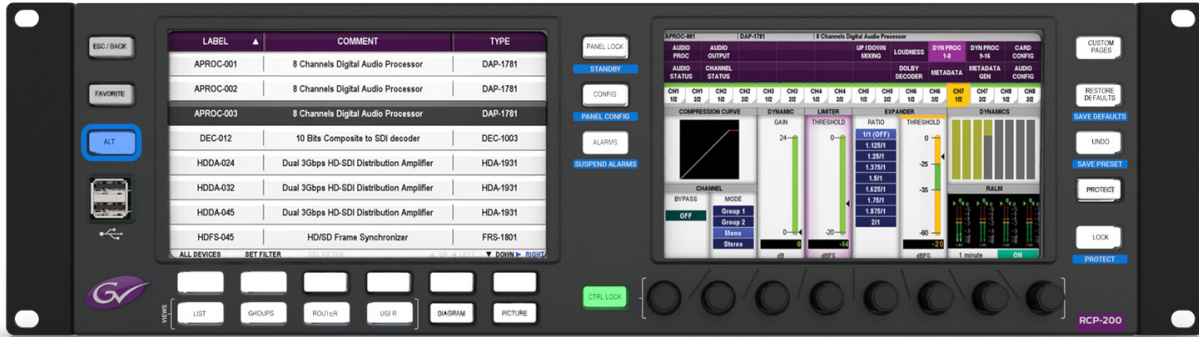 ESC / BACK
FAVORITE
ALT
LABEL ▲ COMMENT TYPE
APROC-001 8 Channels Digital Audio Processor DAP-1781
APROC-002 8 Channels Digital Audio Processor DAP-1781
APROC-003 8 Channels Digital Audio Processor DAP-1781
DEC-012 10 Bits Composite to SDI decoder DEC-1003
HDDA-024 Dual 3Gbps HD-SDI Distribution Amplifier HDA-1931
HDDA-032 Dual 3Gbps HD-SDI Distribution Amplifier HDA-1931
HDDA-045 Dual 3Gbps HD-SDI Distribution Amplifier HDA-1931
HDFS-045 HD/SD Frame Synchronizer FRS-1801
ALL DEVICES SET FILTER ▼ DOWN ▶ RIGHT
GV
VIEWS
LIST GROUPS ROUTER USER DIAGRAM PICTURE
PANEL LOCK
STANDBY
CONFIG
PANEL CONFIG
ALARMS
SUSPEND ALARMS
CTRL LOCK
APROC-001 DAP-1781 8 Channels Digital Audio Processor
AUDIO PROC
AUDIO OUTPUT
UP / DOWN MIXING
LOUDNESS
DYN PROC 1-8
DYN PROC 9-16
CARD CONFIG
AUDIO STATUS
CHANNEL STATUS
DOLBY DECODER
METADATA
METADATA GEN
AUDIO CONFIG
CH1 CH1 CH2 CH2 CH3 CH3 CH4 CH4 CH5 CH5 CH6 CH6 CH7 CH7 CH8 CH8
1/2 2/2 1/2 2/2 1/2 2/2 1/2 2/2 1/2 2/2 1/2 2/2 1/2 2/2 1/2 2/2
COMPRESSION CURVE DYNAMIC LIMITER EXPANDER DYNAMICS
GAIN THRESHOLD RATIO THRESHOLD
24
0
-20
0
dB
-14
dBFS
1/1 (OFF)
1.125/1
1.25/1
1.375/1
1.5/1
1.625/1
1.75/1
1.875/1
2/1
0
-25
-35
-60
-20
dBFS
CHANNEL
BYPASS MODE
OFF
Group 1
Group 2
Mono
Stereo
RALM
1 minute ON
CUSTOM PAGES
RESTORE DEFAULTS
SAVE DEFAULTS
UNDO
SAVE PRESET
PROTECT
LOCK
PROTECT
RCP-200